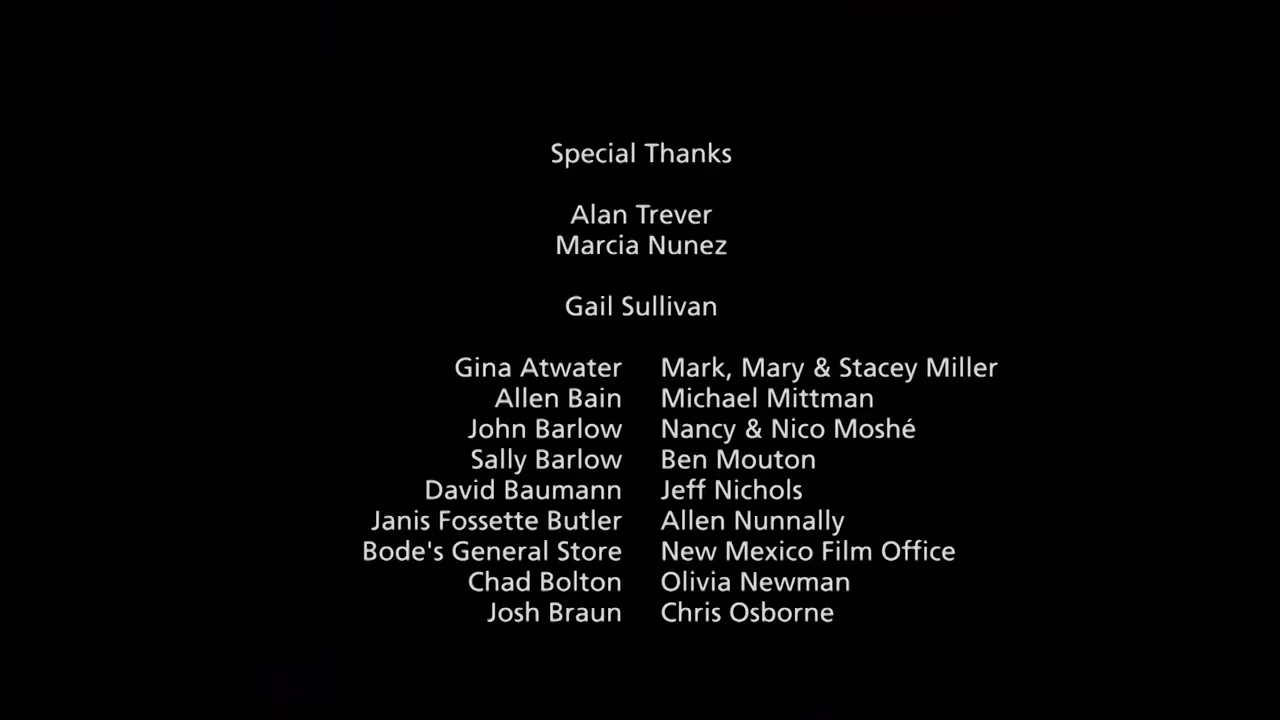 Special Thanks
Alan Trever
Marcia Nunez
Gail Sullivan
Gina Atwater Mark, Mary & Stacey Miller
Allen Bain Michael Mittman
John Barlow Nancy & Nico Moshé
Sally Barlow Ben Mouton
David Baumann Jeff Nichols
Janis Fossette Butler Allen Nunnally
Bode's General Store New Mexico Film Office
Chad Bolton Olivia Newman
Josh Braun Chris Osborne